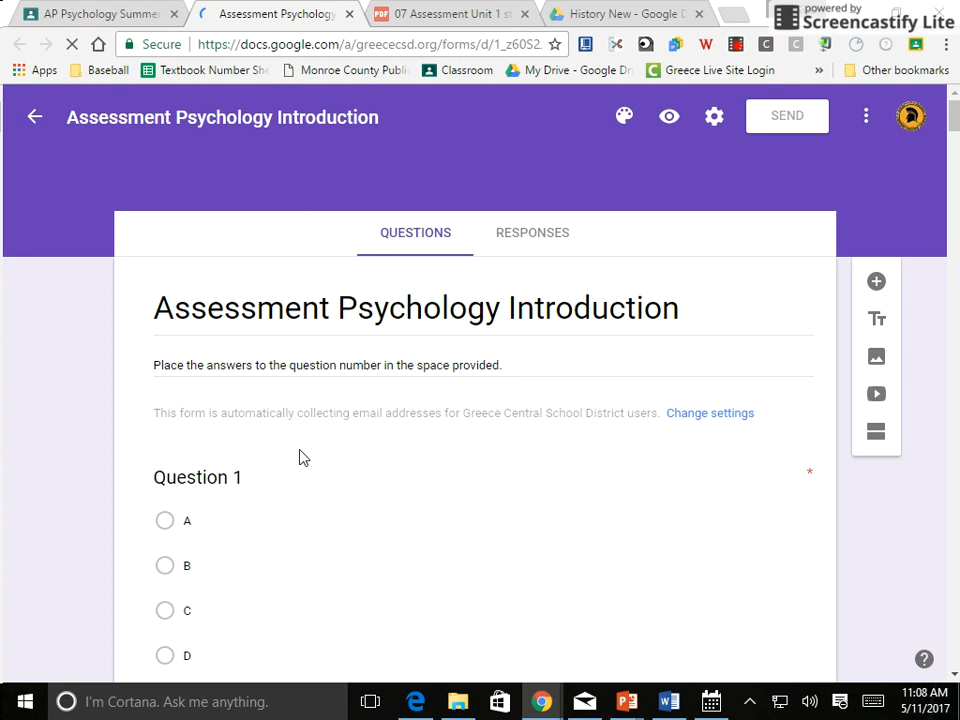 powered by
Screencastify Lite
AP Psychology Summer
Assessment Psychology
PDF
07 Assessment Unit 1 st
History New - Google D
Secure
https://docs.google.com/a/greececsd.org/forms/d/1_z60S2
Apps
Baseball
Textbook Number She
Monroe County Public
Classroom
My Drive - Google Dri
Greece Live Site Login
»
Other bookmarks
Assessment Psychology Introduction
SEND
QUESTIONS
RESPONSES
Assessment Psychology Introduction
Place the answers to the question number in the space provided.
This form is automatically collecting email addresses for Greece Central School District users. Change settings
Question 1
*
A
B
C
D
I'm Cortana. Ask me anything.
11:08 AM
5/11/2017